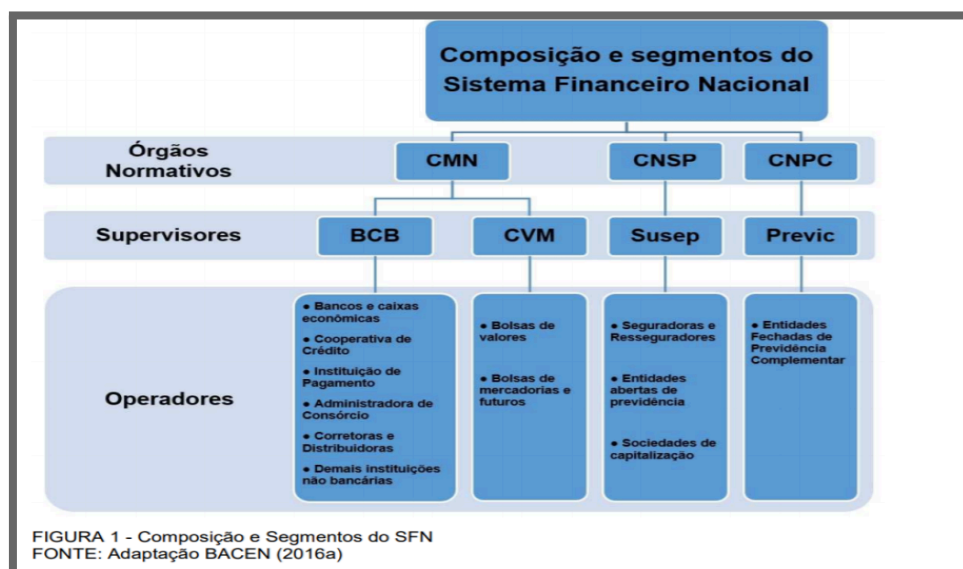 Composição e segmentos do
Sistema Financeiro Nacional
Órgãos
Normativos
CMN
CNSP
CNPC
Supervisores
BCB
CVM
Susep
Previc
Operadores
● Bancos e caixas
econômicas
● Cooperativa de
Crédito
● Instituição de
Pagamento
● Administradora de
Consórcio
● Corretoras e
Distribuidoras
● Demais instituições
não bancárias
● Bolsas de
valores
● Bolsas de
mercadorias e
futuros
● Seguradoras e
Resseguradores
● Entidades
abertas de
previdência
● Sociedades de
capitalização
● Entidades
Fechadas de
Previdência
Complementar
FIGURA 1 - Composição e Segmentos do SFN
FONTE: Adaptação BACEN (2016a)